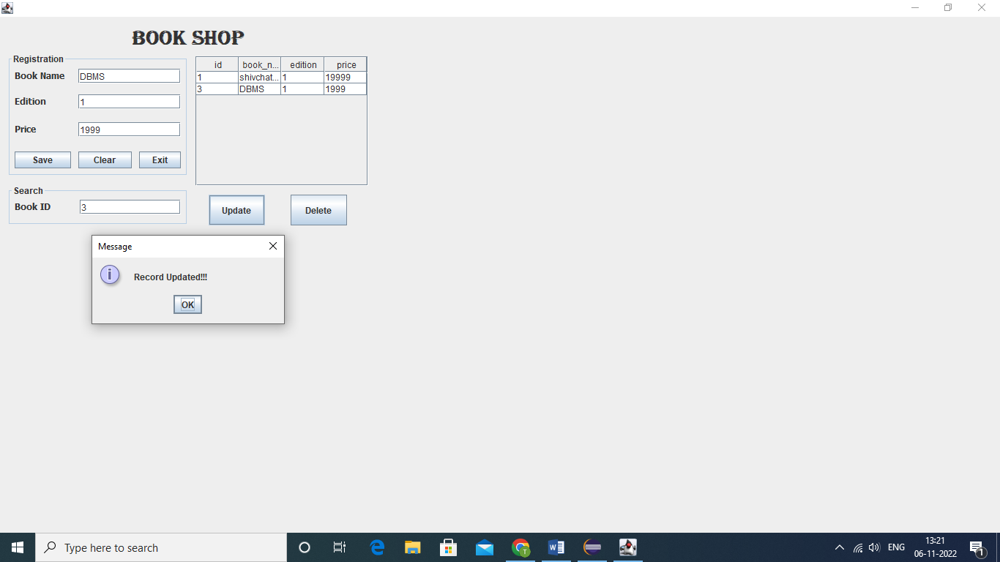 BOOK SHOP
Registration
Book Name DBMS
Edition 1
Price 1999
Save Clear Exit
id book_n... edition price
1 shivchat... 1 19999
3 DBMS 1 1999
Search
Book ID 3
Update Delete
Message
i Record Updated!!!
OK
Type here to search
ENG 13:21
06-11-2022
1